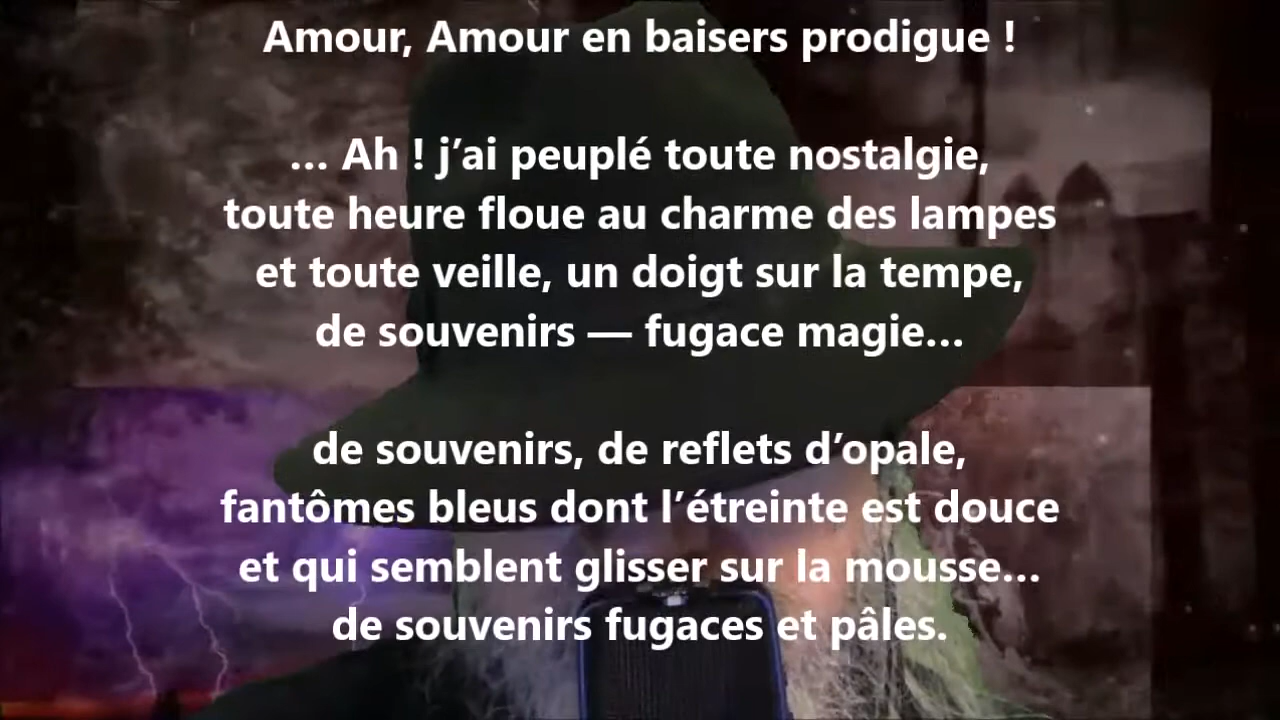 Amour, Amour en baisers prodigue !
... Ah ! j’ai peuplé toute nostalgie,
toute heure floue au charme des lampes
et toute veille, un doigt sur la tempe,
de souvenirs — fugace magie...
de souvenirs, de reflets d’opale,
fantômes bleus dont l’étreinte est douce
et qui semblent glisser sur la mousse...
de souvenirs fugaces et pâles.